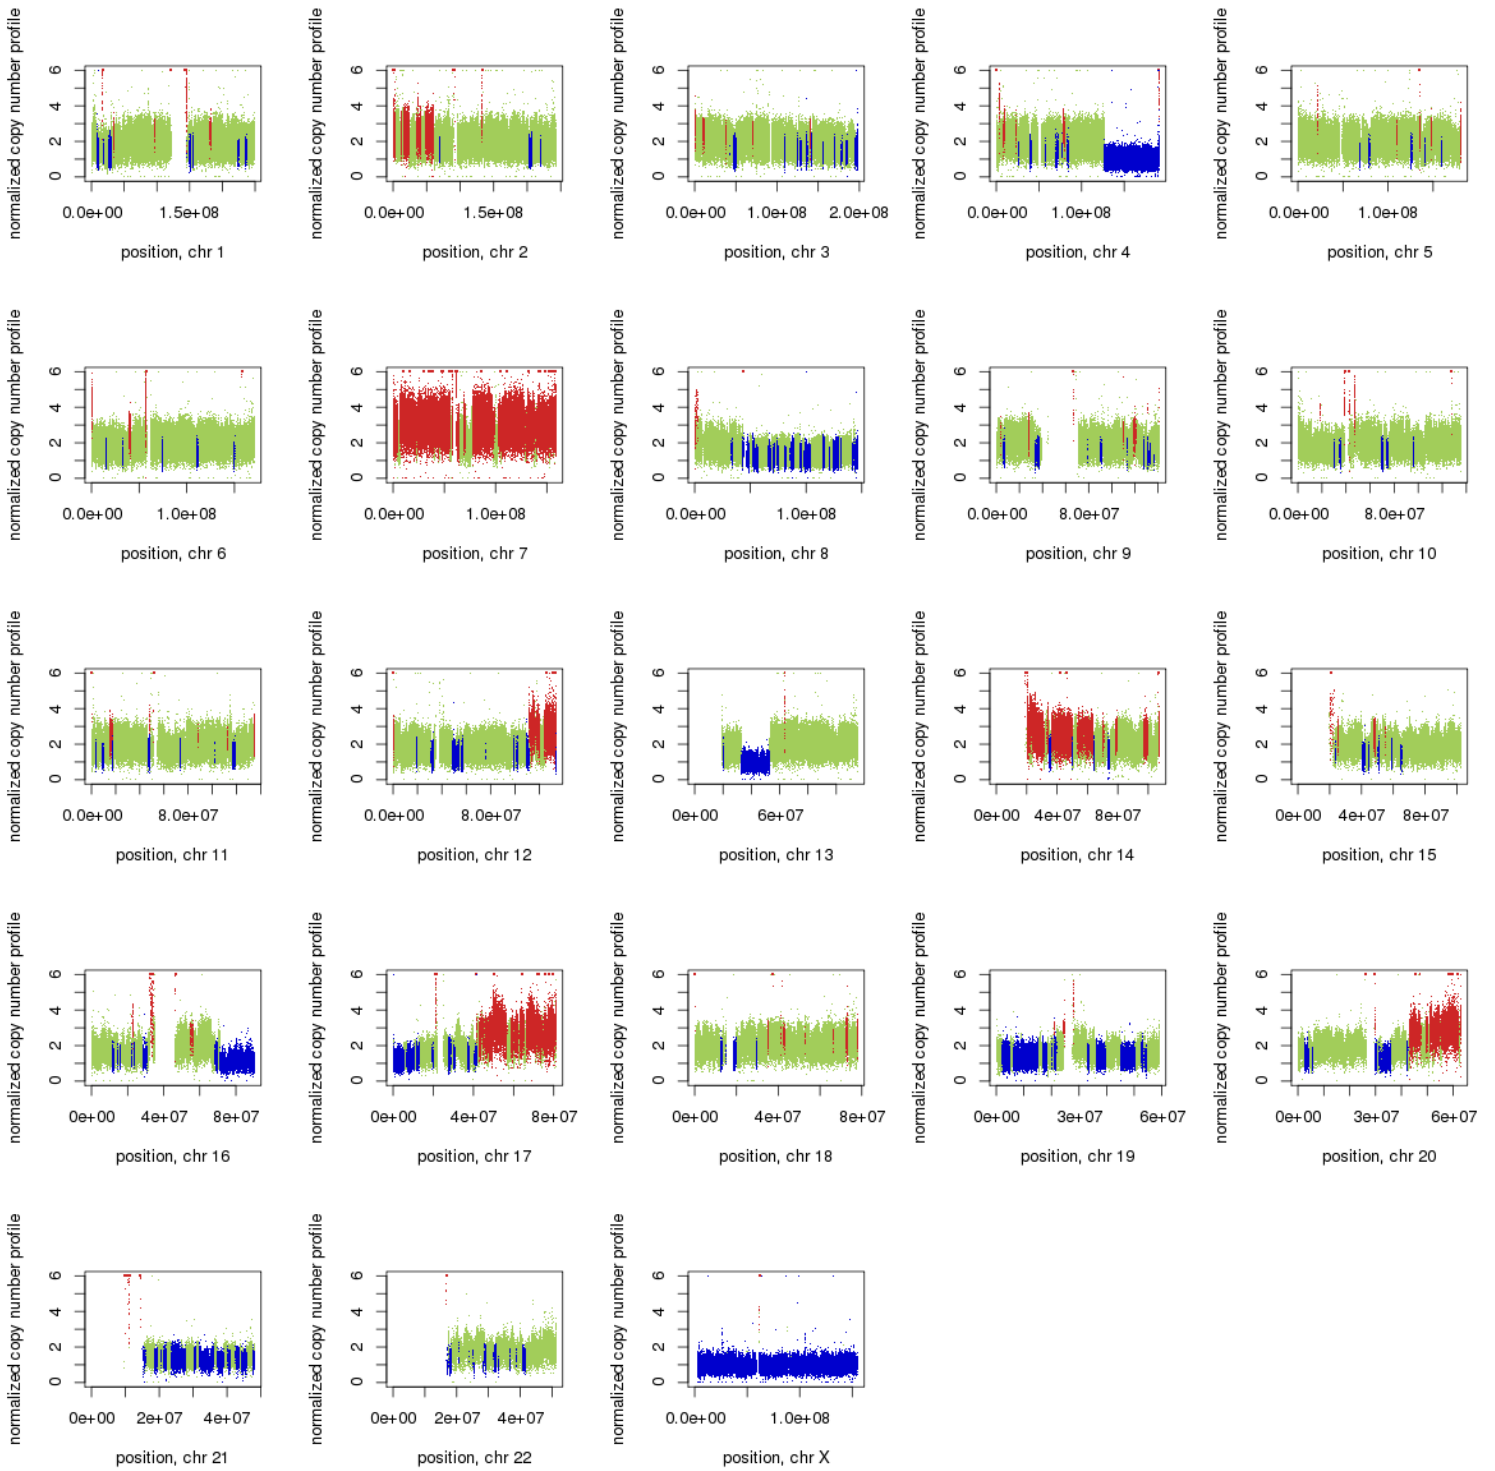 normalized copy number profile
0 2 4 6
0.0e+00 1.5e+08
position, chr 1
normalized copy number profile
0 2 4 6
0.0e+00 1.5e+08
position, chr 2
normalized copy number profile
0 2 4 6
0.0e+00 1.0e+08 2.0e+08
position, chr 3
normalized copy number profile
0 2 4 6
0.0e+00 1.0e+08
position, chr 4
normalized copy number profile
0 2 4 6
0.0e+00 1.0e+08
position, chr 5
normalized copy number profile
0 2 4 6
0.0e+00 1.0e+08
position, chr 6
normalized copy number profile
0 2 4 6
0.0e+00 1.0e+08
position, chr 7
normalized copy number profile
0 2 4 6
0.0e+00 1.0e+08
position, chr 8
normalized copy number profile
0 2 4 6
0.0e+00 8.0e+07
position, chr 9
normalized copy number profile
0 2 4 6
0.0e+00 8.0e+07
position, chr 10
normalized copy number profile
0 2 4 6
0.0e+00 8.0e+07
position, chr 11
normalized copy number profile
0 2 4 6
0.0e+00 8.0e+07
position, chr 12
normalized copy number profile
0 2 4 6
0e+00 6e+07
position, chr 13
normalized copy number profile
0 2 4 6
0e+00 4e+07 8e+07
position, chr 14
normalized copy number profile
0 2 4 6
0e+00 4e+07 8e+07
position, chr 15
normalized copy number profile
0 2 4 6
0e+00 4e+07 8e+07
position, chr 16
normalized copy number profile
0 2 4 6
0e+00 4e+07 8e+07
position, chr 17
normalized copy number profile
0 2 4 6
0e+00 4e+07 8e+07
position, chr 18
normalized copy number profile
0 2 4 6
0e+00 3e+07 6e+07
position, chr 19
normalized copy number profile
0 2 4 6
0e+00 3e+07 6e+07
position, chr 20
normalized copy number profile
0 2 4 6
0e+00 2e+07 4e+07
position, chr 21
normalized copy number profile
0 2 4 6
0e+00 2e+07 4e+07
position, chr 22
normalized copy number profile
0 2 4 6
0.0e+00 1.0e+08
position, chr X